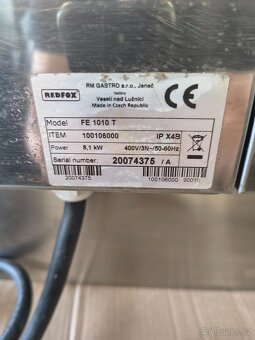 REDFOX
RM GASTRO s.r.o., Jeneč
factory
Veselí nad Lužnicí
Made in Czech Republic
CE
Model FE 1010 T
ITEM 100106000 IP X4B
Power 8,1 kW 400V/3N~/50-60Hz
Serial number: 20074375 / A
20074375 100106000